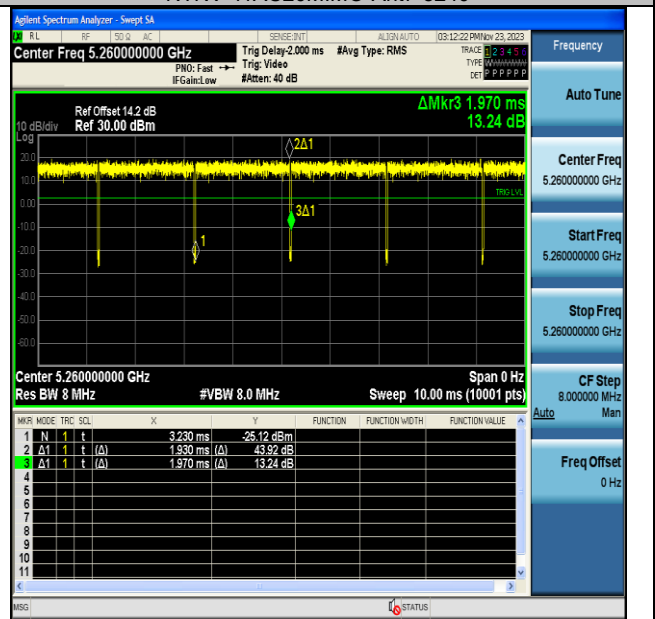 Agilent Spectrum Analyzer - Swept SA
RL RF 50 Ω AC SENSE:INT ALIGN AUTO 03:12:22 PM Nov 23, 2023
Center Freq 5.260000000 GHz Trig Delay-2.000 ms #Avg Type: RMS TRACE 1 2 3 4 5 6
PNO: Fast Trig: Video TYPE WWWWWW
IFGain:Low #Atten: 40 dB DET P P P P P P
ΔMkr3 1.970 ms
Ref Offset 14.2 dB
10 dB/div Ref 30.00 dBm 13.24 dB
Log
2Δ1
20.0
10.0
TRIG LVL
0.00
3Δ1
-10.0
1
-20.0
-30.0
-40.0
-50.0
-60.0
Center 5.260000000 GHz Span 0 Hz
Res BW 8 MHz #VBW 8.0 MHz Sweep 10.00 ms (10001 pts)
MKR MODE TRC SCL X Y FUNCTION FUNCTION WIDTH FUNCTION VALUE
1 N 1 t 3.230 ms -25.12 dBm
2 Δ1 1 t (Δ) 1.930 ms (Δ) 43.92 dB
3 Δ1 1 t (Δ) 1.970 ms (Δ) 13.24 dB
4
5
6
7
8
9
10
11
MSG STATUS
Frequency
Auto Tune
Center Freq
5.260000000 GHz
Start Freq
5.260000000 GHz
Stop Freq
5.260000000 GHz
CF Step
8.000000 MHz
Auto Man
Freq Offset
0 Hz